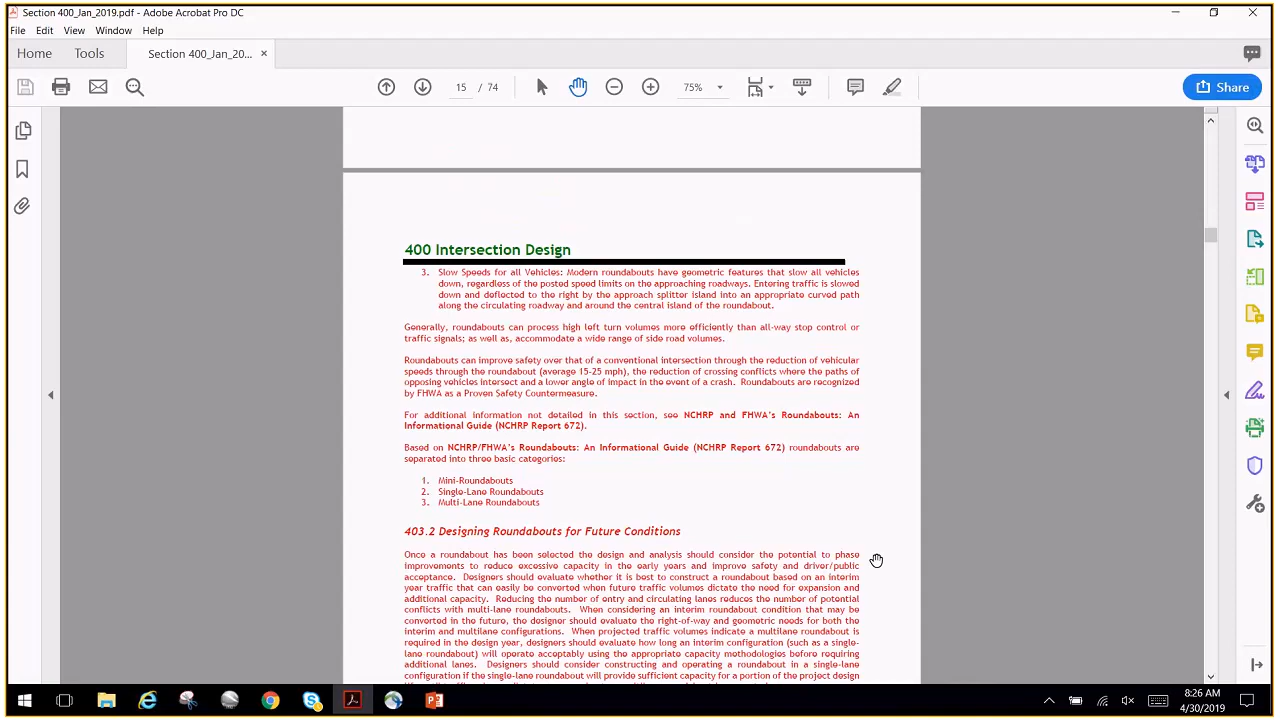 Section 400_Jan_2019.pdf - Adobe Acrobat Pro DC
File Edit View Window Help
Home Tools Section 400_Jan_20... ×
15 / 74 75% Share
400 Intersection Design
3. Slow Speeds for all Vehicles: Modern roundabouts have geometric features that slow all vehicles
down, regardless of the posted speed limits on the approaching roadways. Entering traffic is slowed
down and deflected to the right by the approach splitter island into an appropriate curved path
along the circulating roadway and around the central island of the roundabout.
Generally, roundabouts can process high left turn volumes more efficiently than all-way stop control or
traffic signals; as well as, accommodate a wide range of side road volumes.
Roundabouts can improve safety over that of a conventional intersection through the reduction of vehicular
speeds through the roundabout (average 15-25 mph), the reduction of crossing conflicts where the paths of
opposing vehicles intersect and a lower angle of impact in the event of a crash. Roundabouts are recognized
by FHWA as a Proven Safety Countermeasure.
For additional information not detailed in this section, see NCHRP and FHWA's Roundabouts: An
Informational Guide (NCHRP Report 672).
Based on NCHRP/FHWA's Roundabouts: An Informational Guide (NCHRP Report 672) roundabouts are
separated into three basic categories:
1. Mini-Roundabouts
2. Single-Lane Roundabouts
3. Multi-Lane Roundabouts
403.2 Designing Roundabouts for Future Conditions
Once a roundabout has been selected the design and analysis should consider the potential to phase
improvements to reduce excessive capacity in the early years and improve safety and driver/public
acceptance. Designers should evaluate whether it is best to construct a roundabout based on an interim
year traffic that can easily be converted when future traffic volumes dictate the need for expansion and
additional capacity. Reducing the number of entry and circulating lanes reduces the number of potential
conflicts with multi-lane roundabouts. When considering an interim roundabout condition that may be
converted in the future, the designer should evaluate the right-of-way and geometric needs for both the
interim and multilane configurations. When projected traffic volumes indicate a multilane roundabout is
required in the design year, designers should evaluate how long an interim configuration (such as a single-
lane roundabout) will operate acceptably using the appropriate capacity methodologies before requiring
additional lanes. Designers should consider constructing and operating a roundabout in a single-lane
configuration if the single-lane roundabout will provide sufficient capacity for a portion of the project design
8:26 AM
4/30/2019